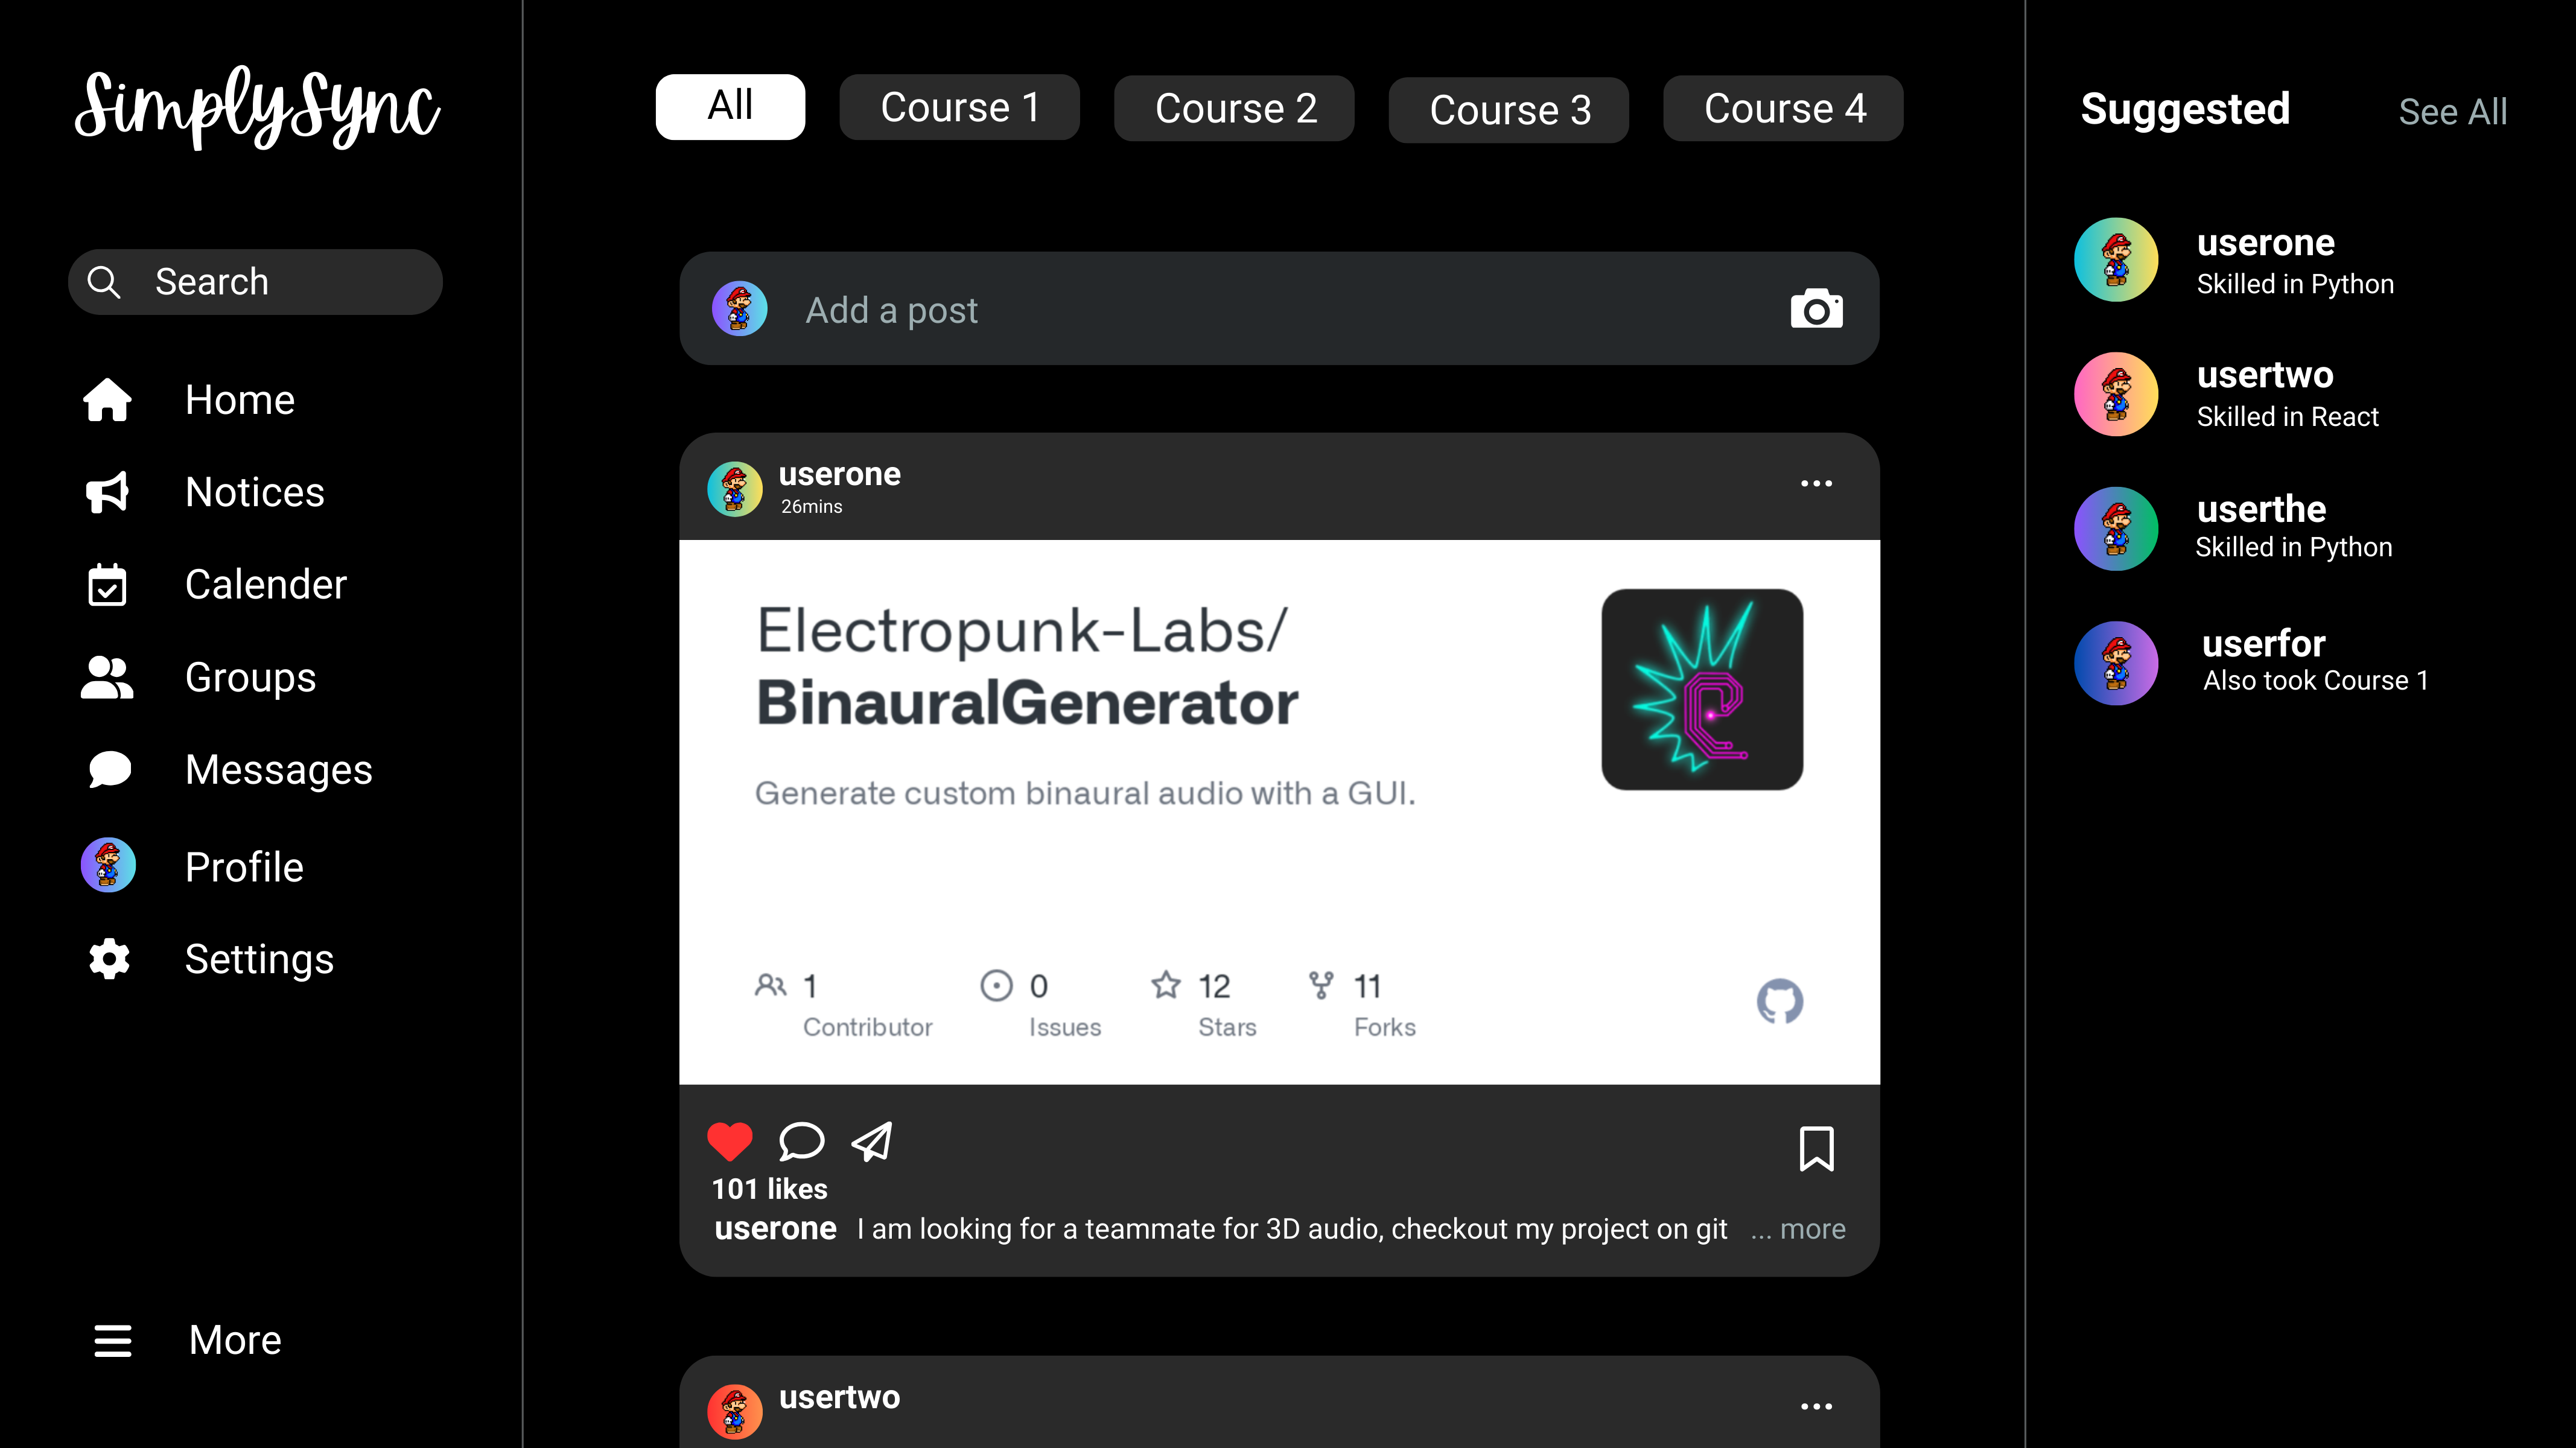 SimplySync
Search
Home
Notices
Calender
Groups
Messages
Profile
Settings
More
All
Course 1
Course 2
Course 3
Course 4
Add a post
userone
26mins
Electropunk-Labs/
BinauralGenerator
Generate custom binaural audio with a GUI.
1
Contributor
0
Issues
12
Stars
11
Forks
101 likes
userone I am looking for a teammate for 3D audio, checkout my project on git ... more
usertwo
Suggested
See All
userone
Skilled in Python
usertwo
Skilled in React
userthe
Skilled in Python
userfor
Also took Course 1